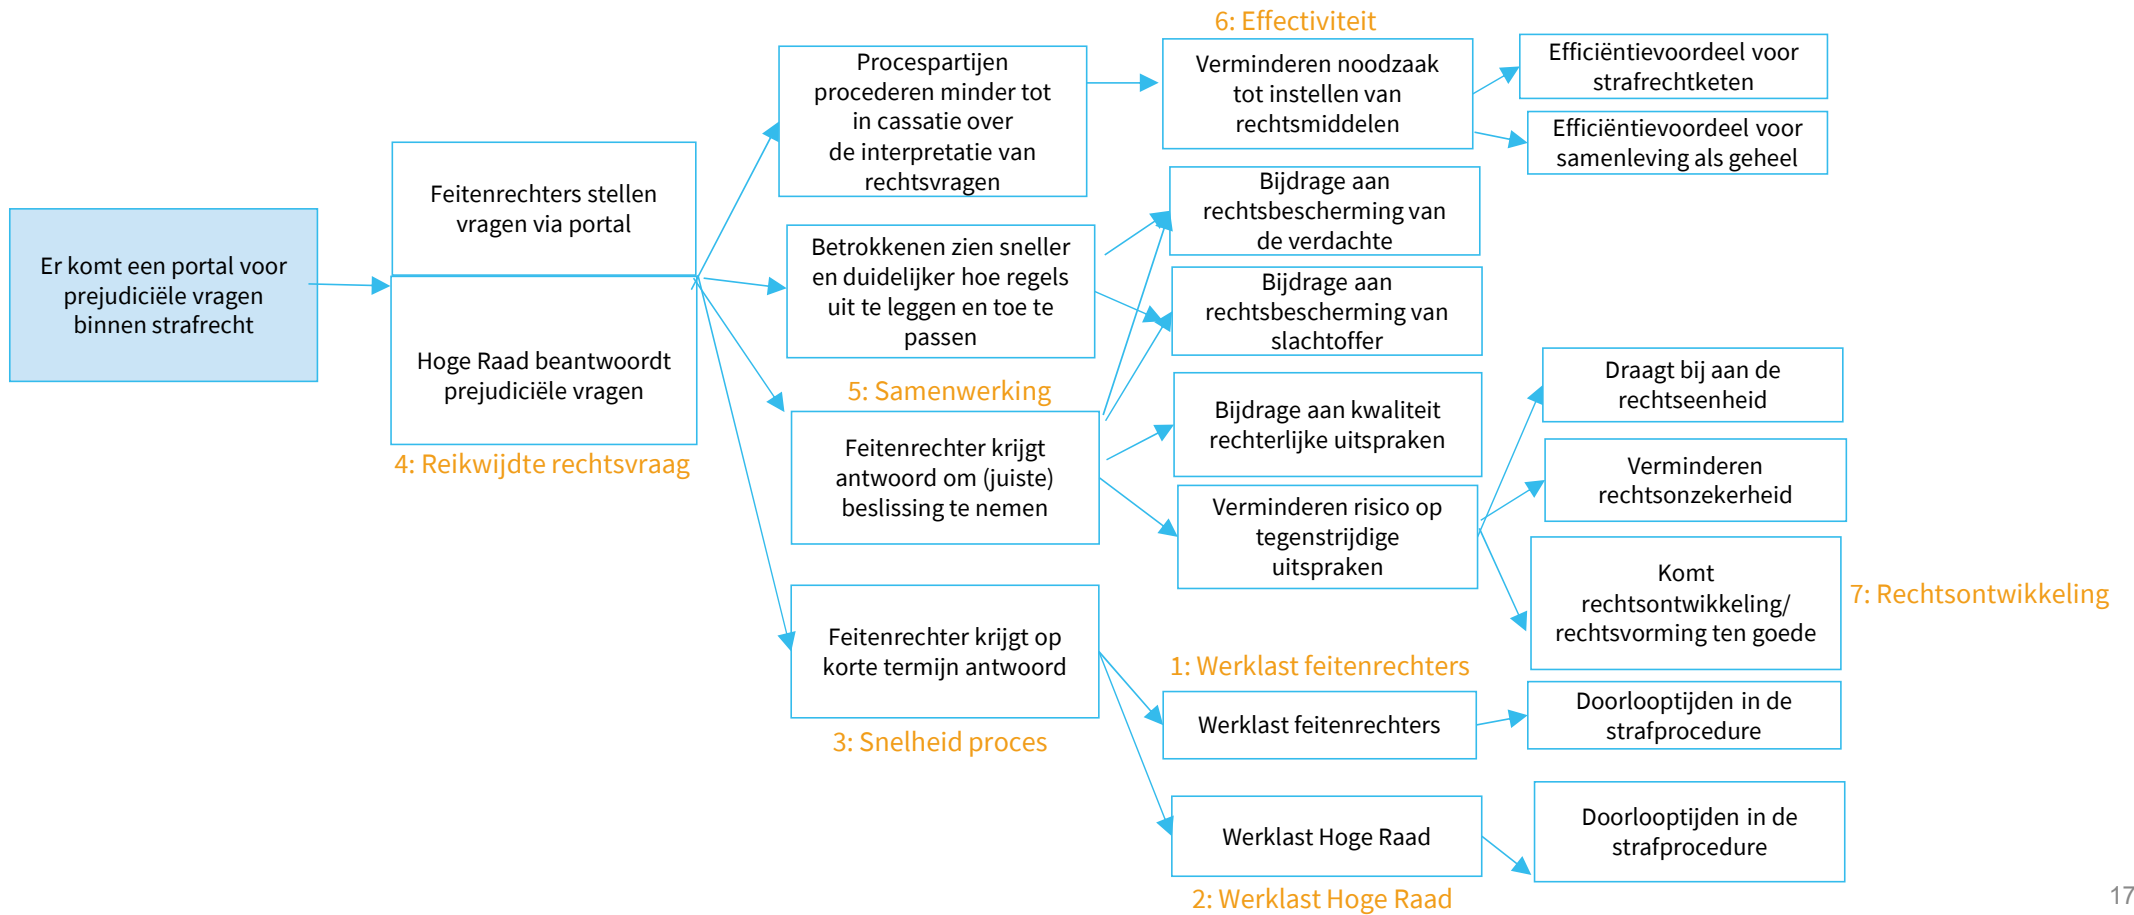 Er komt een portal voor
prejudiciële vragen
binnen strafrecht
Feitenrechters stellen
vragen via portal
Hoge Raad beantwoordt
prejudiciële vragen
4: Reikwijdte rechtsvraag
Procespartijen
procederen minder tot
in cassatie over
de interpretatie van
rechtsvragen
Betrokkenen zien sneller
en duidelijker hoe regels
uit te leggen en toe te
passen
5: Samenwerking
Feitenrechter krijgt
antwoord om (juiste)
beslissing te nemen
Feitenrechter krijgt op
korte termijn antwoord
3: Snelheid proces
6: Effectiviteit
Verminderen noodzaak
tot instellen van
rechtsmiddelen
Bijdrage aan
rechtsbescherming van
de verdachte
Bijdrage aan
rechtsbescherming van
slachtoffer
Bijdrage aan kwaliteit
rechterlijke uitspraken
Verminderen risico op
tegenstrijdige
uitspraken
1: Werklast feitenrechters
Werklast feitenrechters
Werklast Hoge Raad
2: Werklast Hoge Raad
Efficiëntievoordeel voor
strafrechtketen
Efficiëntievoordeel voor
samenleving als geheel
Draagt bij aan de
rechtseenheid
Verminderen
rechtsonzekerheid
Komt
rechtsontwikkeling/
rechtsvorming ten goede
7: Rechtsontwikkeling
Doorlooptijden in de
strafprocedure
Doorlooptijden in de
strafprocedure
17